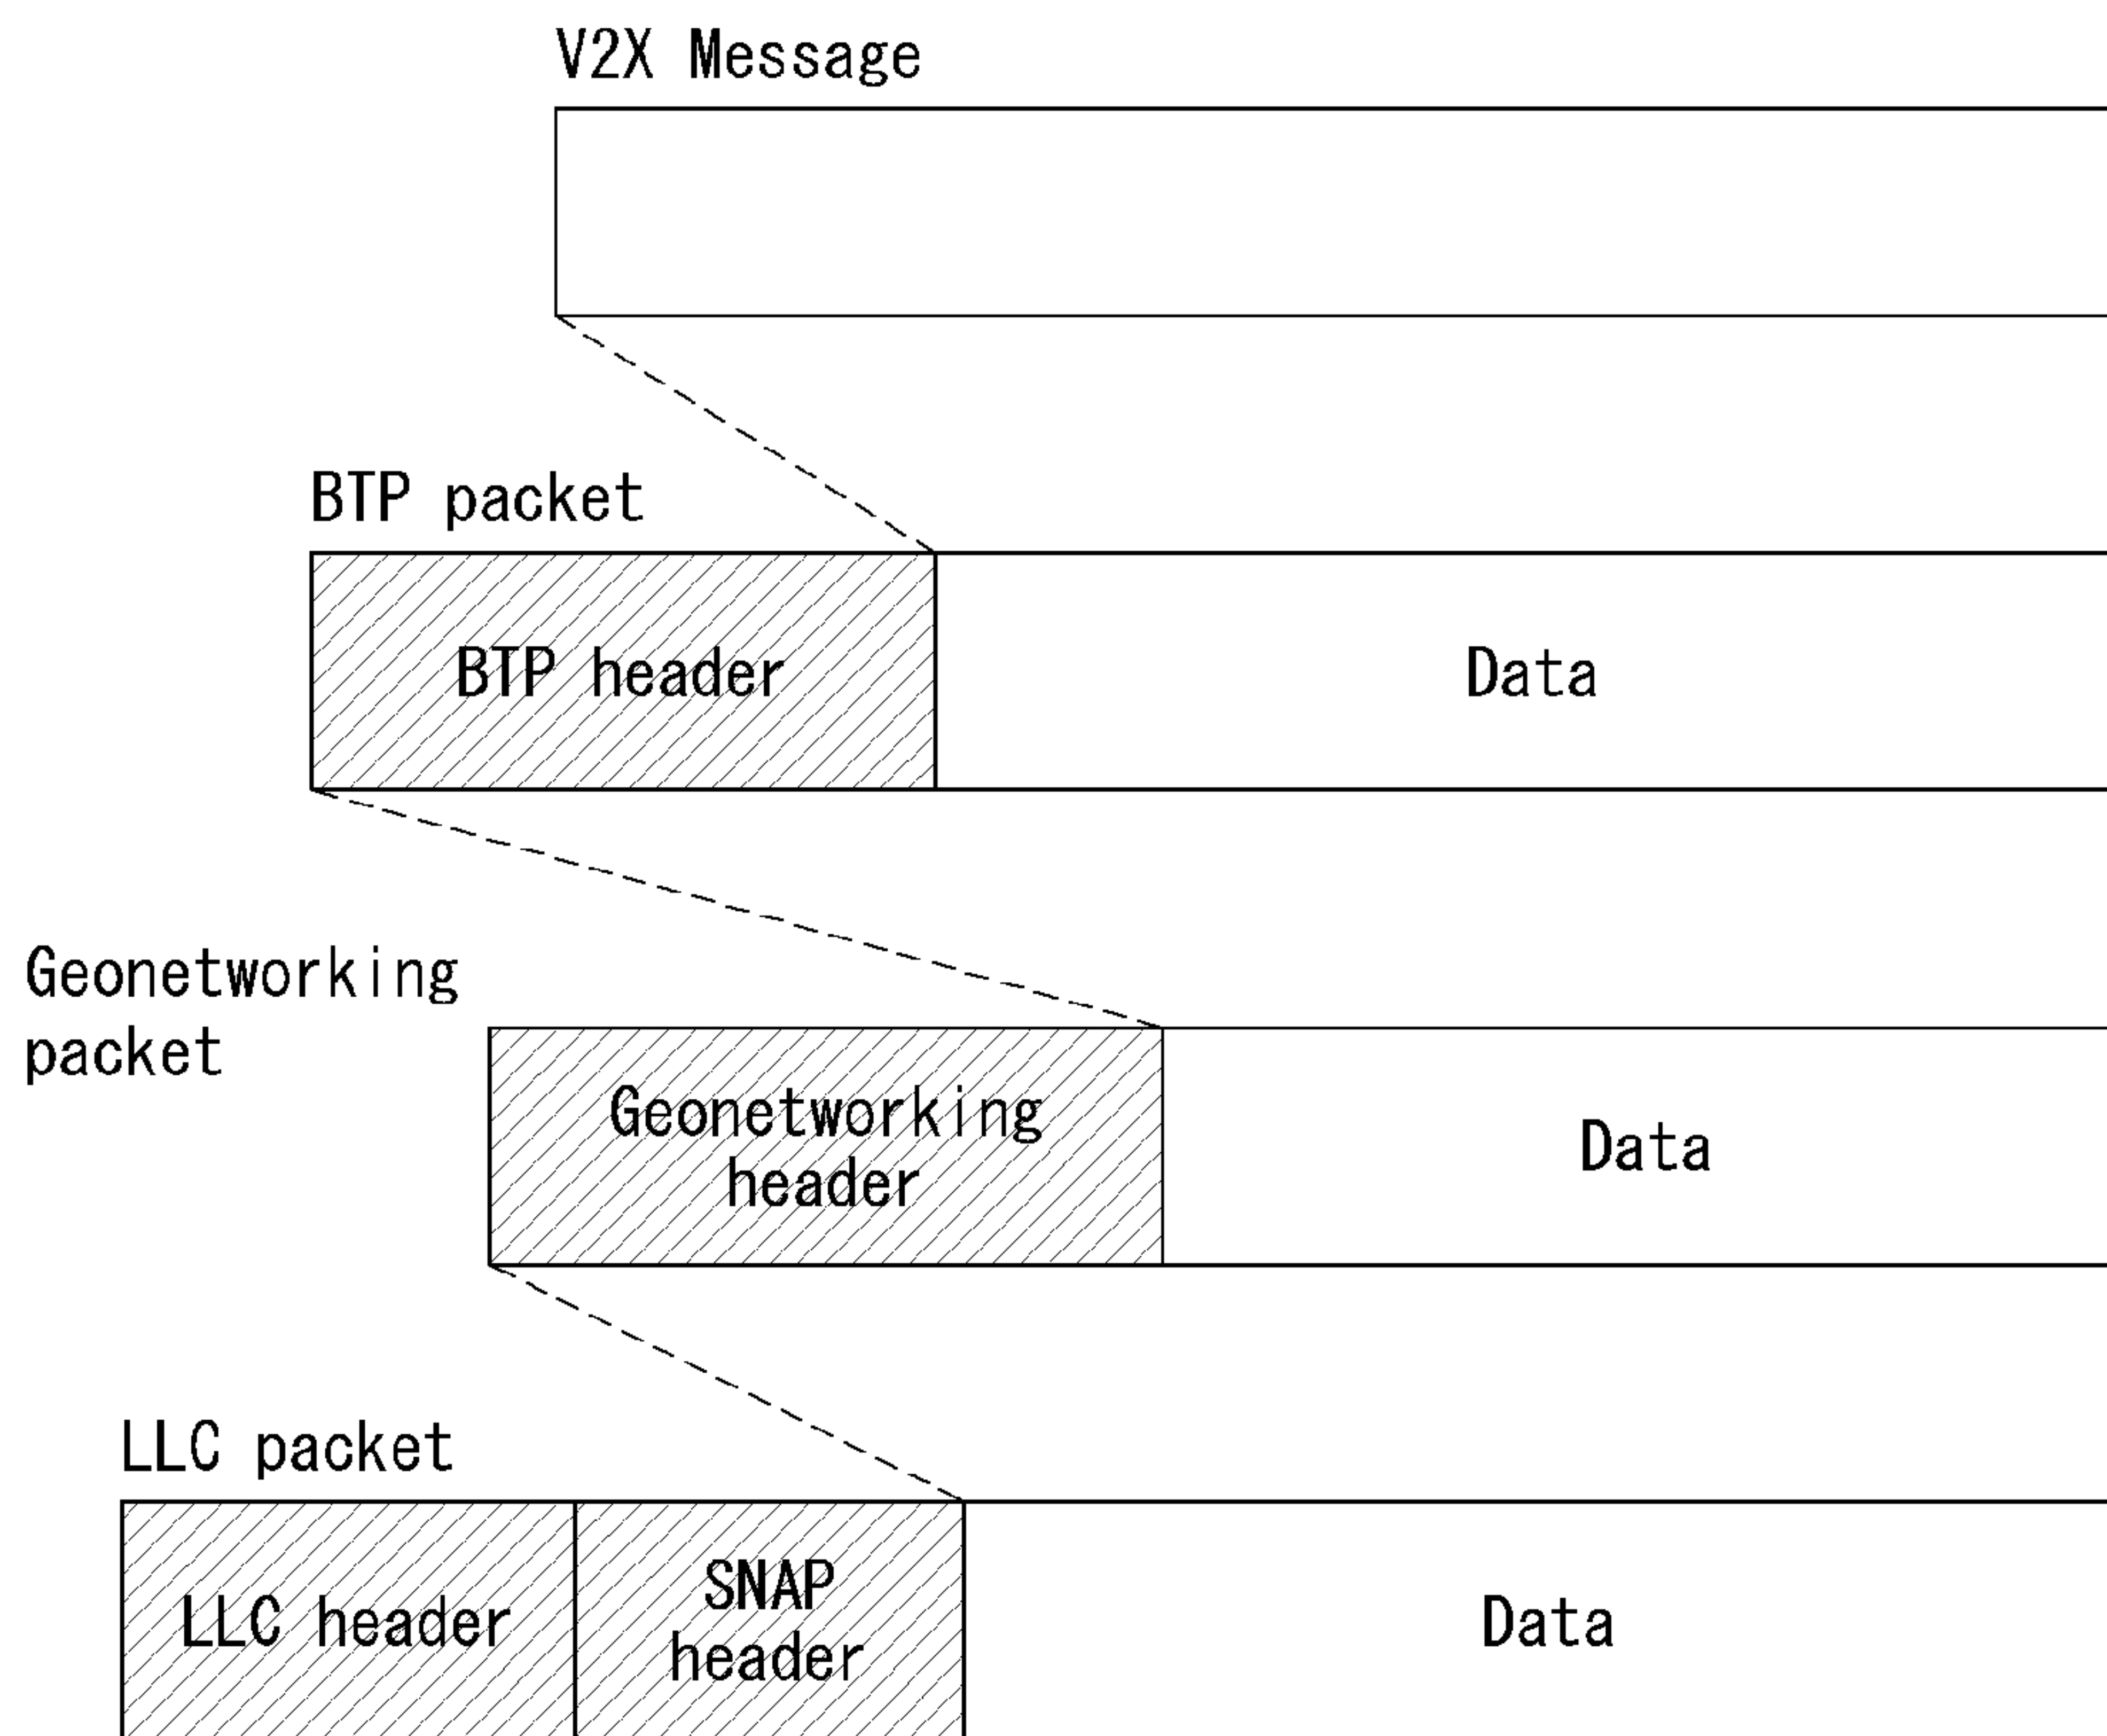 V2X Message
BTP packet
BTP header
Data
Geonetworking
packet
Geonetworking
header
Data
LLC packet
LLC header
SNAP
header
Data